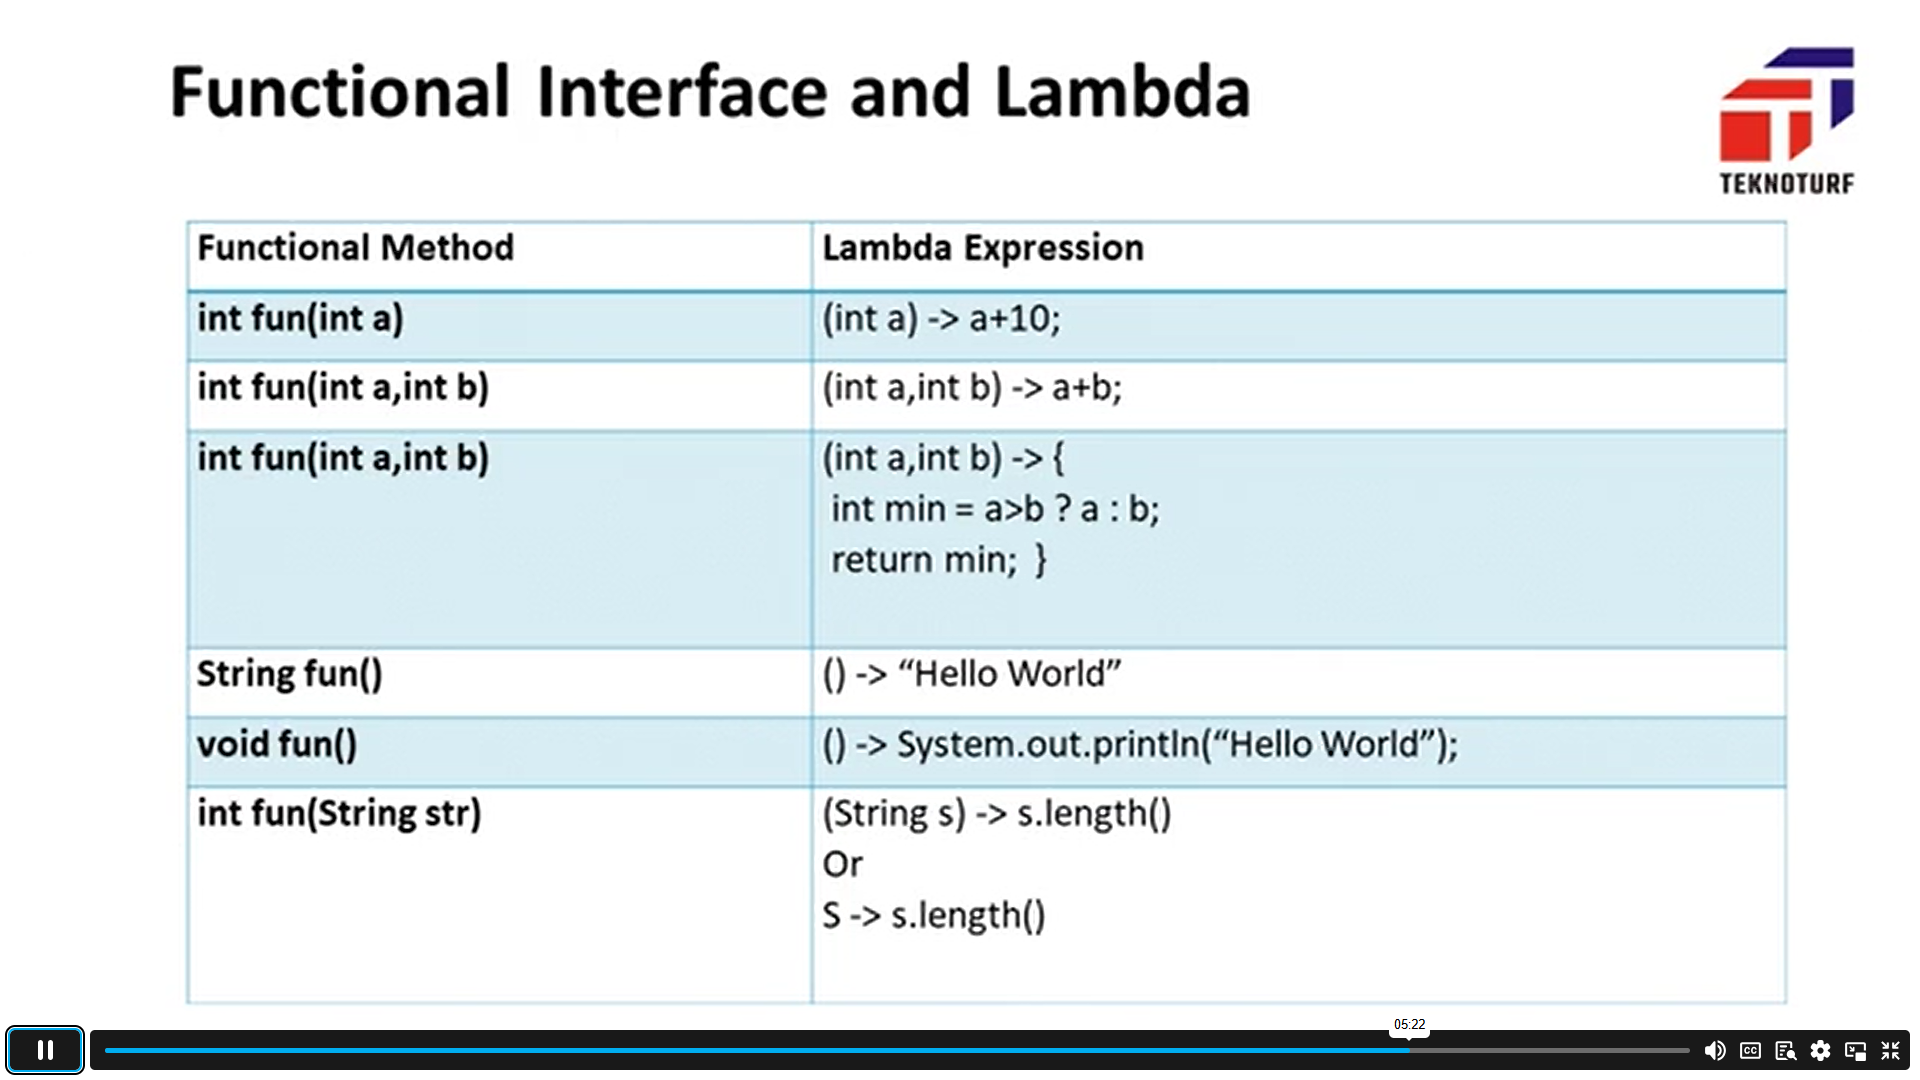 Functional Interface and Lambda
TEKNOTURF
Functional Method
Lambda Expression
int fun(int a)
(int a) -> a+10;
int fun(int a,int b)
(int a,int b) -> a+b;
int fun(int a,int b)
(int a,int b) -> {
int min = a>b ? a : b;
return min; }
String fun()
() -> “Hello World”
void fun()
() -> System.out.println(“Hello World”);
int fun(String str)
(String s) -> s.length()
Or
S -> s.length()
05:22
CC